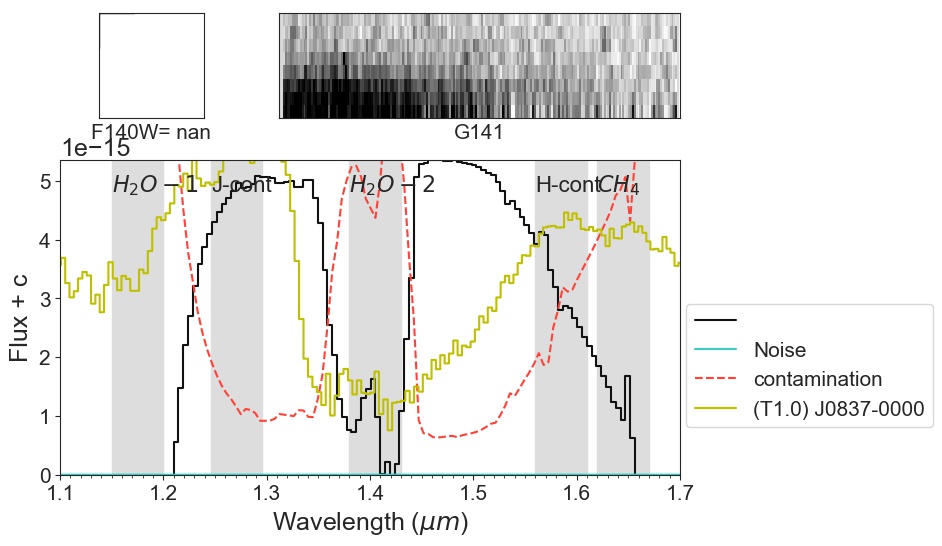 F140W= nan
G141
1e−15
H₂O − 1
J-cont
H₂O − 2
H-cont
CH₄
5
4
3
2
1
0
Flux + c
1.1 1.2 1.3 1.4 1.5 1.6 1.7
Wavelength (μm)
Noise
contamination
(T1.0) J0837-0000